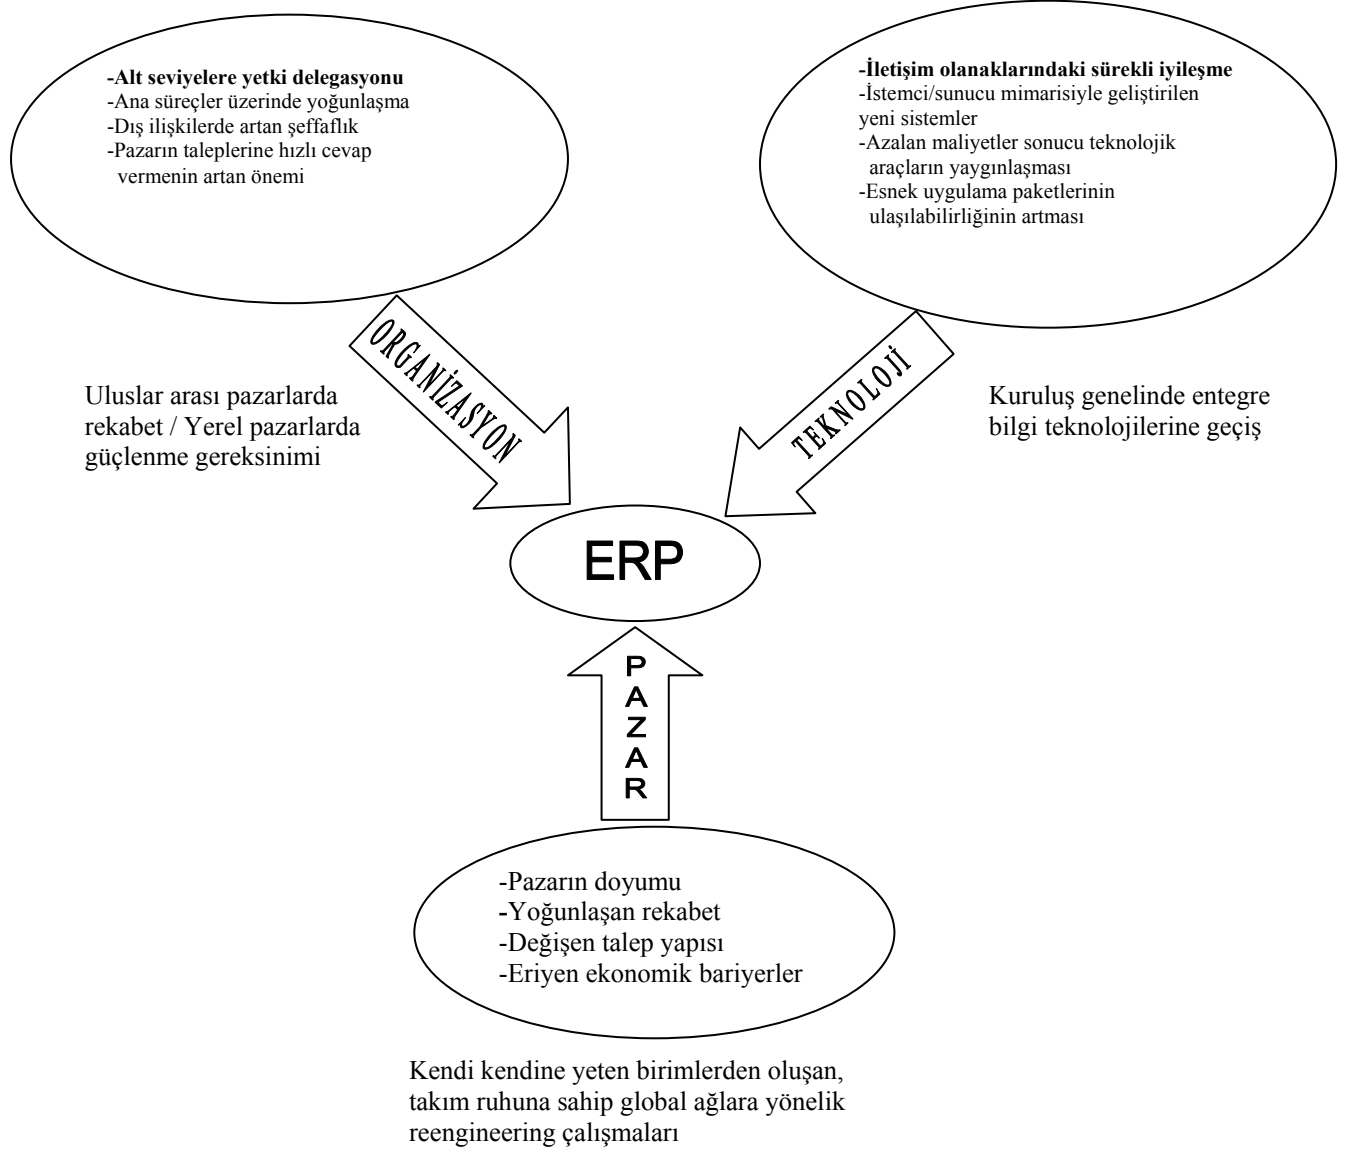 -Alt seviyelere yetki delegasyonu
-Ana süreçler üzerinde yoğunlaşma
-Dış ilişkilerde artan şeffaflık
-Pazarın taleplerine hızlı cevap
vermenin artan önemi
-İletişim olanaklarındaki sürekli iyileşme
-İstemci/sunucu mimarisiyle geliştirilen
yeni sistemler
-Azalan maliyetler sonucu teknolojik
araçların yaygınlaşması
-Esnek uygulama paketlerinin
ulaşılabilirliğinin artması
ORGANİZASYON
TEKNOLOJİ
Uluslar arası pazarlarda
rekabet / Yerel pazarlarda
güçlenme gereksinimi
Kuruluş genelinde entegre
bilgi teknolojilerine geçiş
ERP
P
A
Z
A
R
-Pazarın doyumu
-Yoğunlaşan rekabet
-Değişen talep yapısı
-Eriyen ekonomik bariyerler
Kendi kendine yeten birimlerden oluşan,
takım ruhuna sahip global ağlara yönelik
reengineering çalışmaları